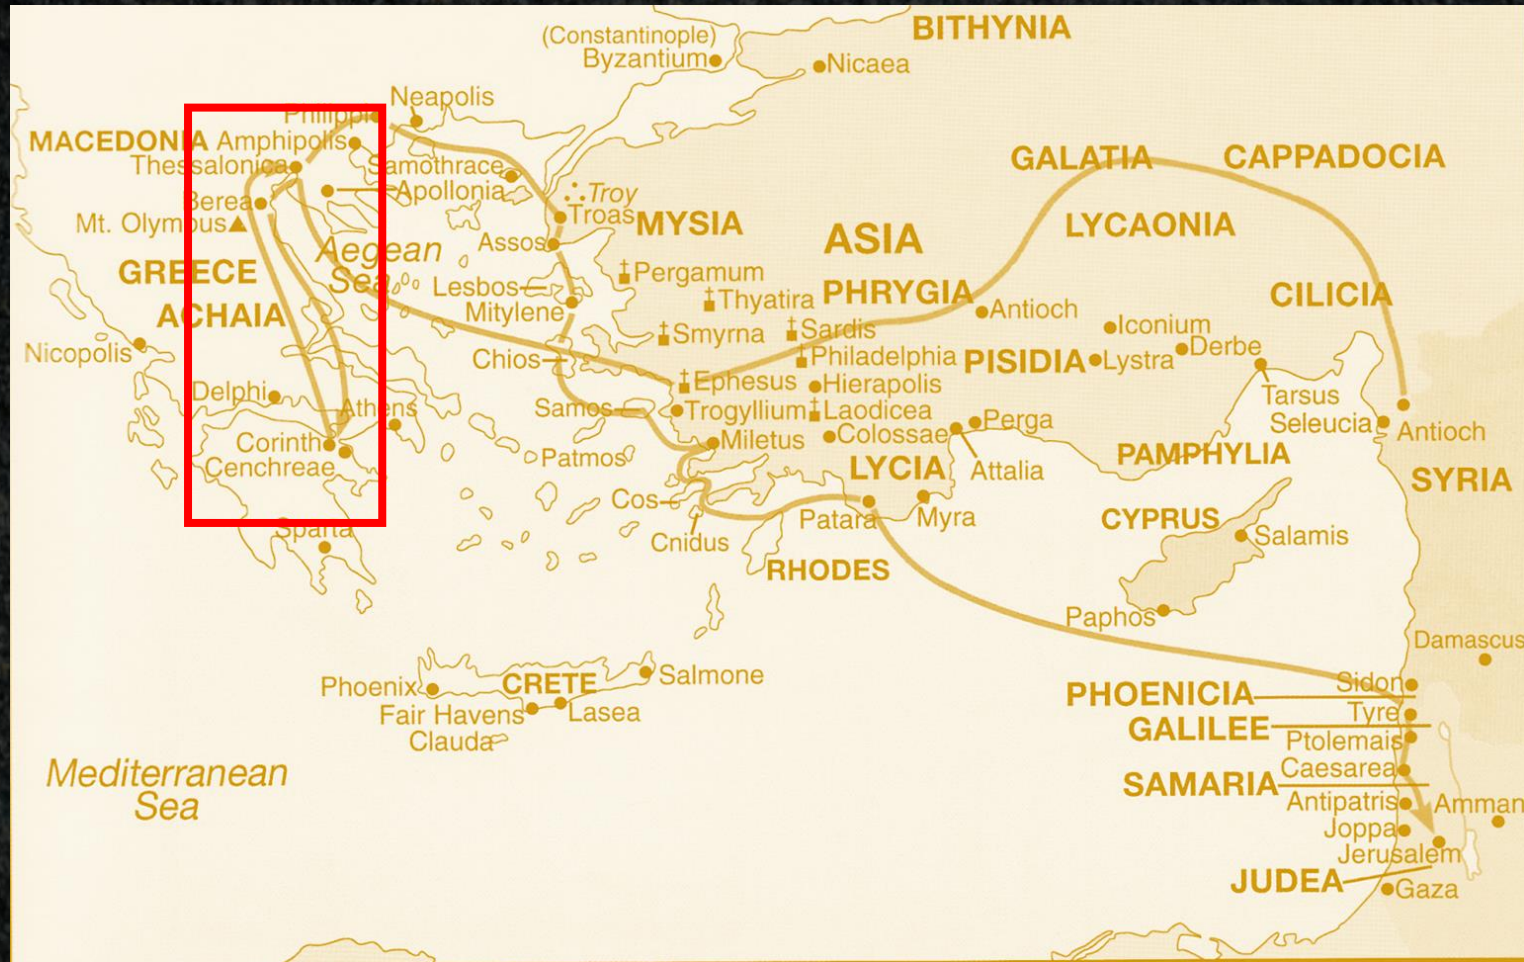 BITHYNIA
(Constantinople)
Byzantium
Nicaea
Neapolis
Philippi
MACEDONIA
Amphipolis
Thessalonica
Samothrace
Apollonia
Berea
Mt. Olympus
Troy
Troas
MYSIA
Aegean
Sea
Assos
GREECE
ACHAIA
Lesbos
Mitylene
Pergamum
Thyatira
Smyrna
Sardis
ASIA
PHRYGIA
GALATIA
CAPPADOCIA
LYCAONIA
CILICIA
Antioch
Iconium
Derbe
Lystra
PISIDIA
Philadelphia
Nicopolis
Chios
Ephesus
Hierapolis
Delphi
Athens
Samos
Trogyllium
Laodicea
Perga
Tarsus
Seleucia
Antioch
Corinth
Cenchreae
Miletus
Colossae
Patmos
LYCIA
Attalia
PAMPHYLIA
SYRIA
Cos
Cnidus
Patara
Myra
CYPRUS
Salamis
Sparta
RHODES
Paphos
Damascus
Phoenix
CRETE
Salmone
Fair Havens
Lasea
Clauda
Sidon
PHOENICIA
Tyre
GALILEE
Ptolemais
Caesarea
SAMARIA
Antipatris
Amman
Joppa
Jerusalem
JUDEA
Gaza
Mediterranean
Sea